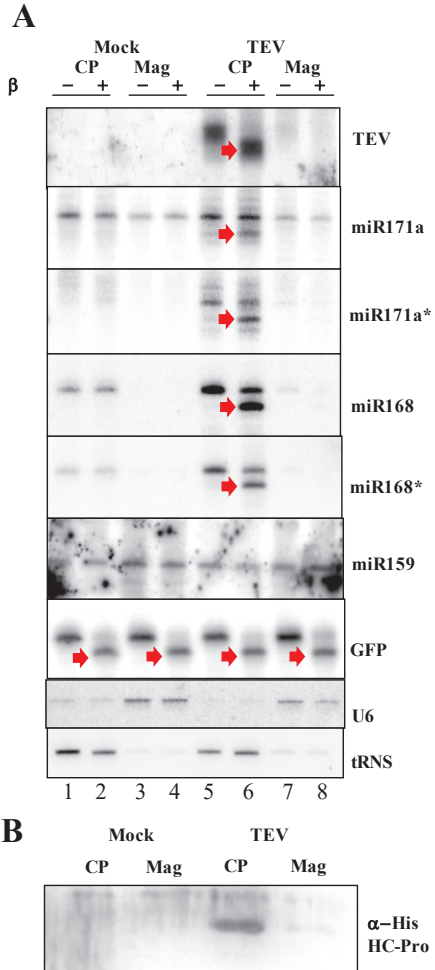 A
Mock TEV
CP Mag CP Mag
β − + − + − + − +
TEV
miR171a
miR171a*
miR168
miR168*
miR159
GFP
U6
tRNS
1 2 3 4 5 6 7 8
B
Mock TEV
CP Mag CP Mag
α−His
HC-Pro